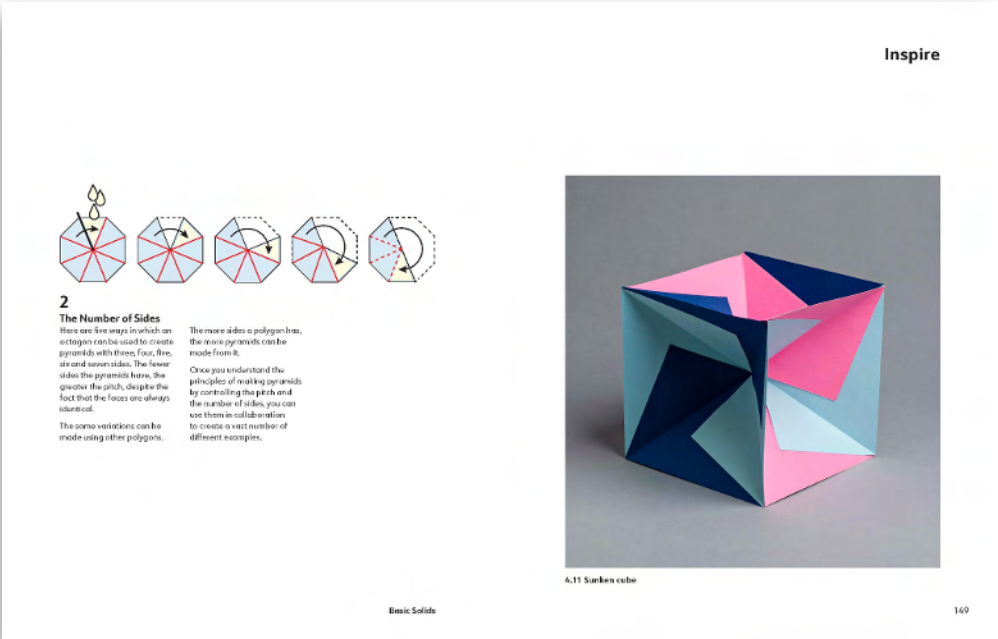 Inspire
2
The Number of Sides
Here are five ways in which an
octagon can be used to create
pyramids with three, four, five,
six and seven sides. The fewer
sides the pyramids have, the
greater the pitch, despite the
fact that the faces are always
identical.
The same variations can be
made using other polygons.
The more sides a polygon has,
the more pyramids can be
made from it.
Once you understand the
principles of making pyramids
by controlling the pitch and
the number of sides, you can
use them in collaboration
to create a vast number of
different examples.
4.11 Sunken cube
Basic Solids
149